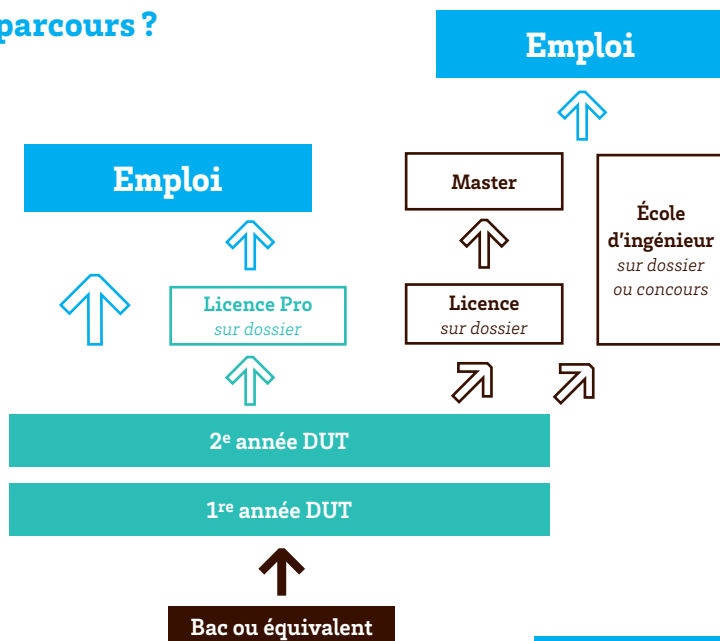 parcours ?
Emploi
Emploi
Master
École
d'ingénieur
sur dossier
ou concours
Licence Pro
sur dossier
Licence
sur dossier
2e année DUT
1re année DUT
Bac ou équivalent